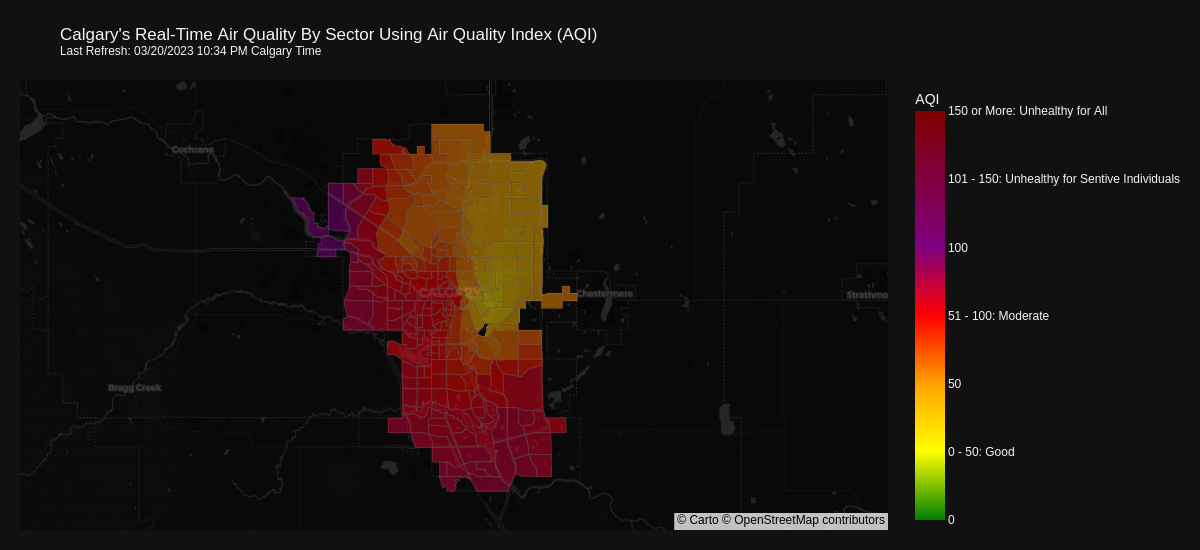 Calgary's Real-Time Air Quality By Sector Using Air Quality Index (AQI)
Last Refresh: 03/20/2023 10:34 PM Calgary Time
AQI
150 or More: Unhealthy for All
101 - 150: Unhealthy for Sentive Individuals
100
51 - 100: Moderate
50
0 - 50: Good
0
Cochrane
CALGARY
Chestermere
Strathmo
Bragg Creek
© Carto © OpenStreetMap contributors